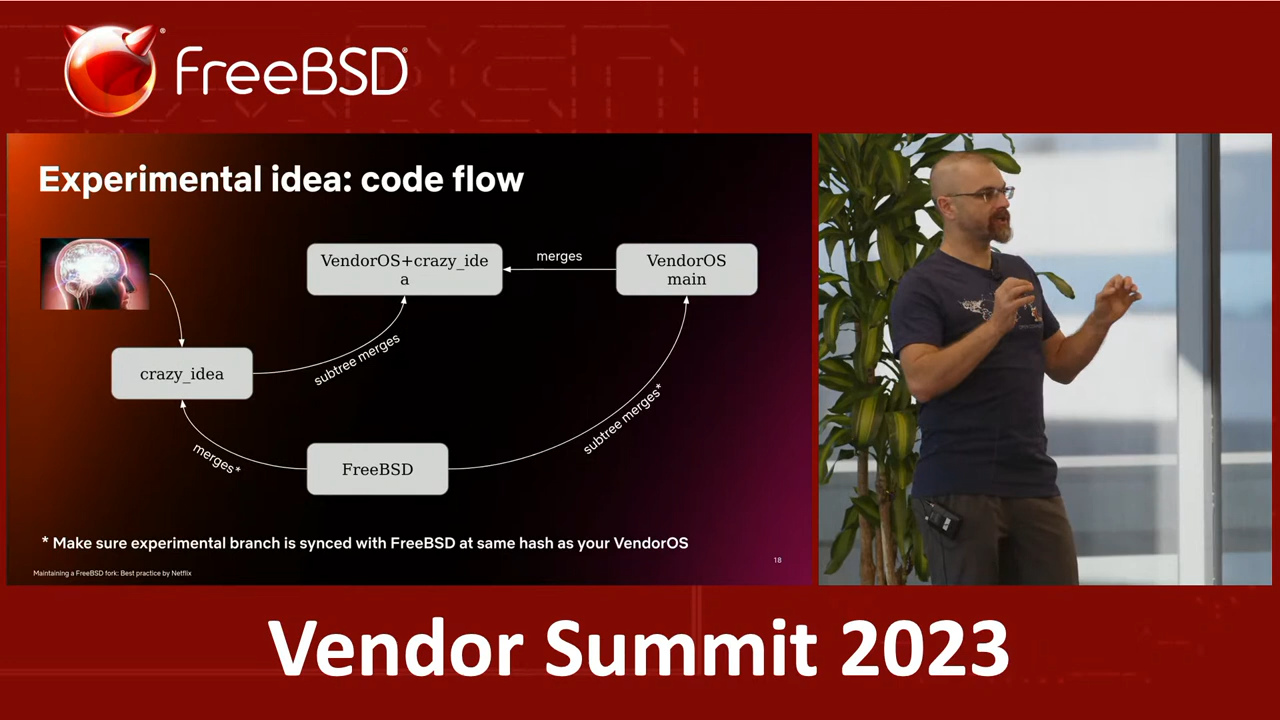 FreeBSD®
Experimental idea: code flow
VendorOS+crazy_ide
a
merges
VendorOS
main
subtree merges
crazy_idea
subtree merges*
merges*
FreeBSD
* Make sure experimental branch is synced with FreeBSD at same hash as your VendorOS
18
Maintaining a FreeBSD fork: Best practice by Netflix
Vendor Summit 2023